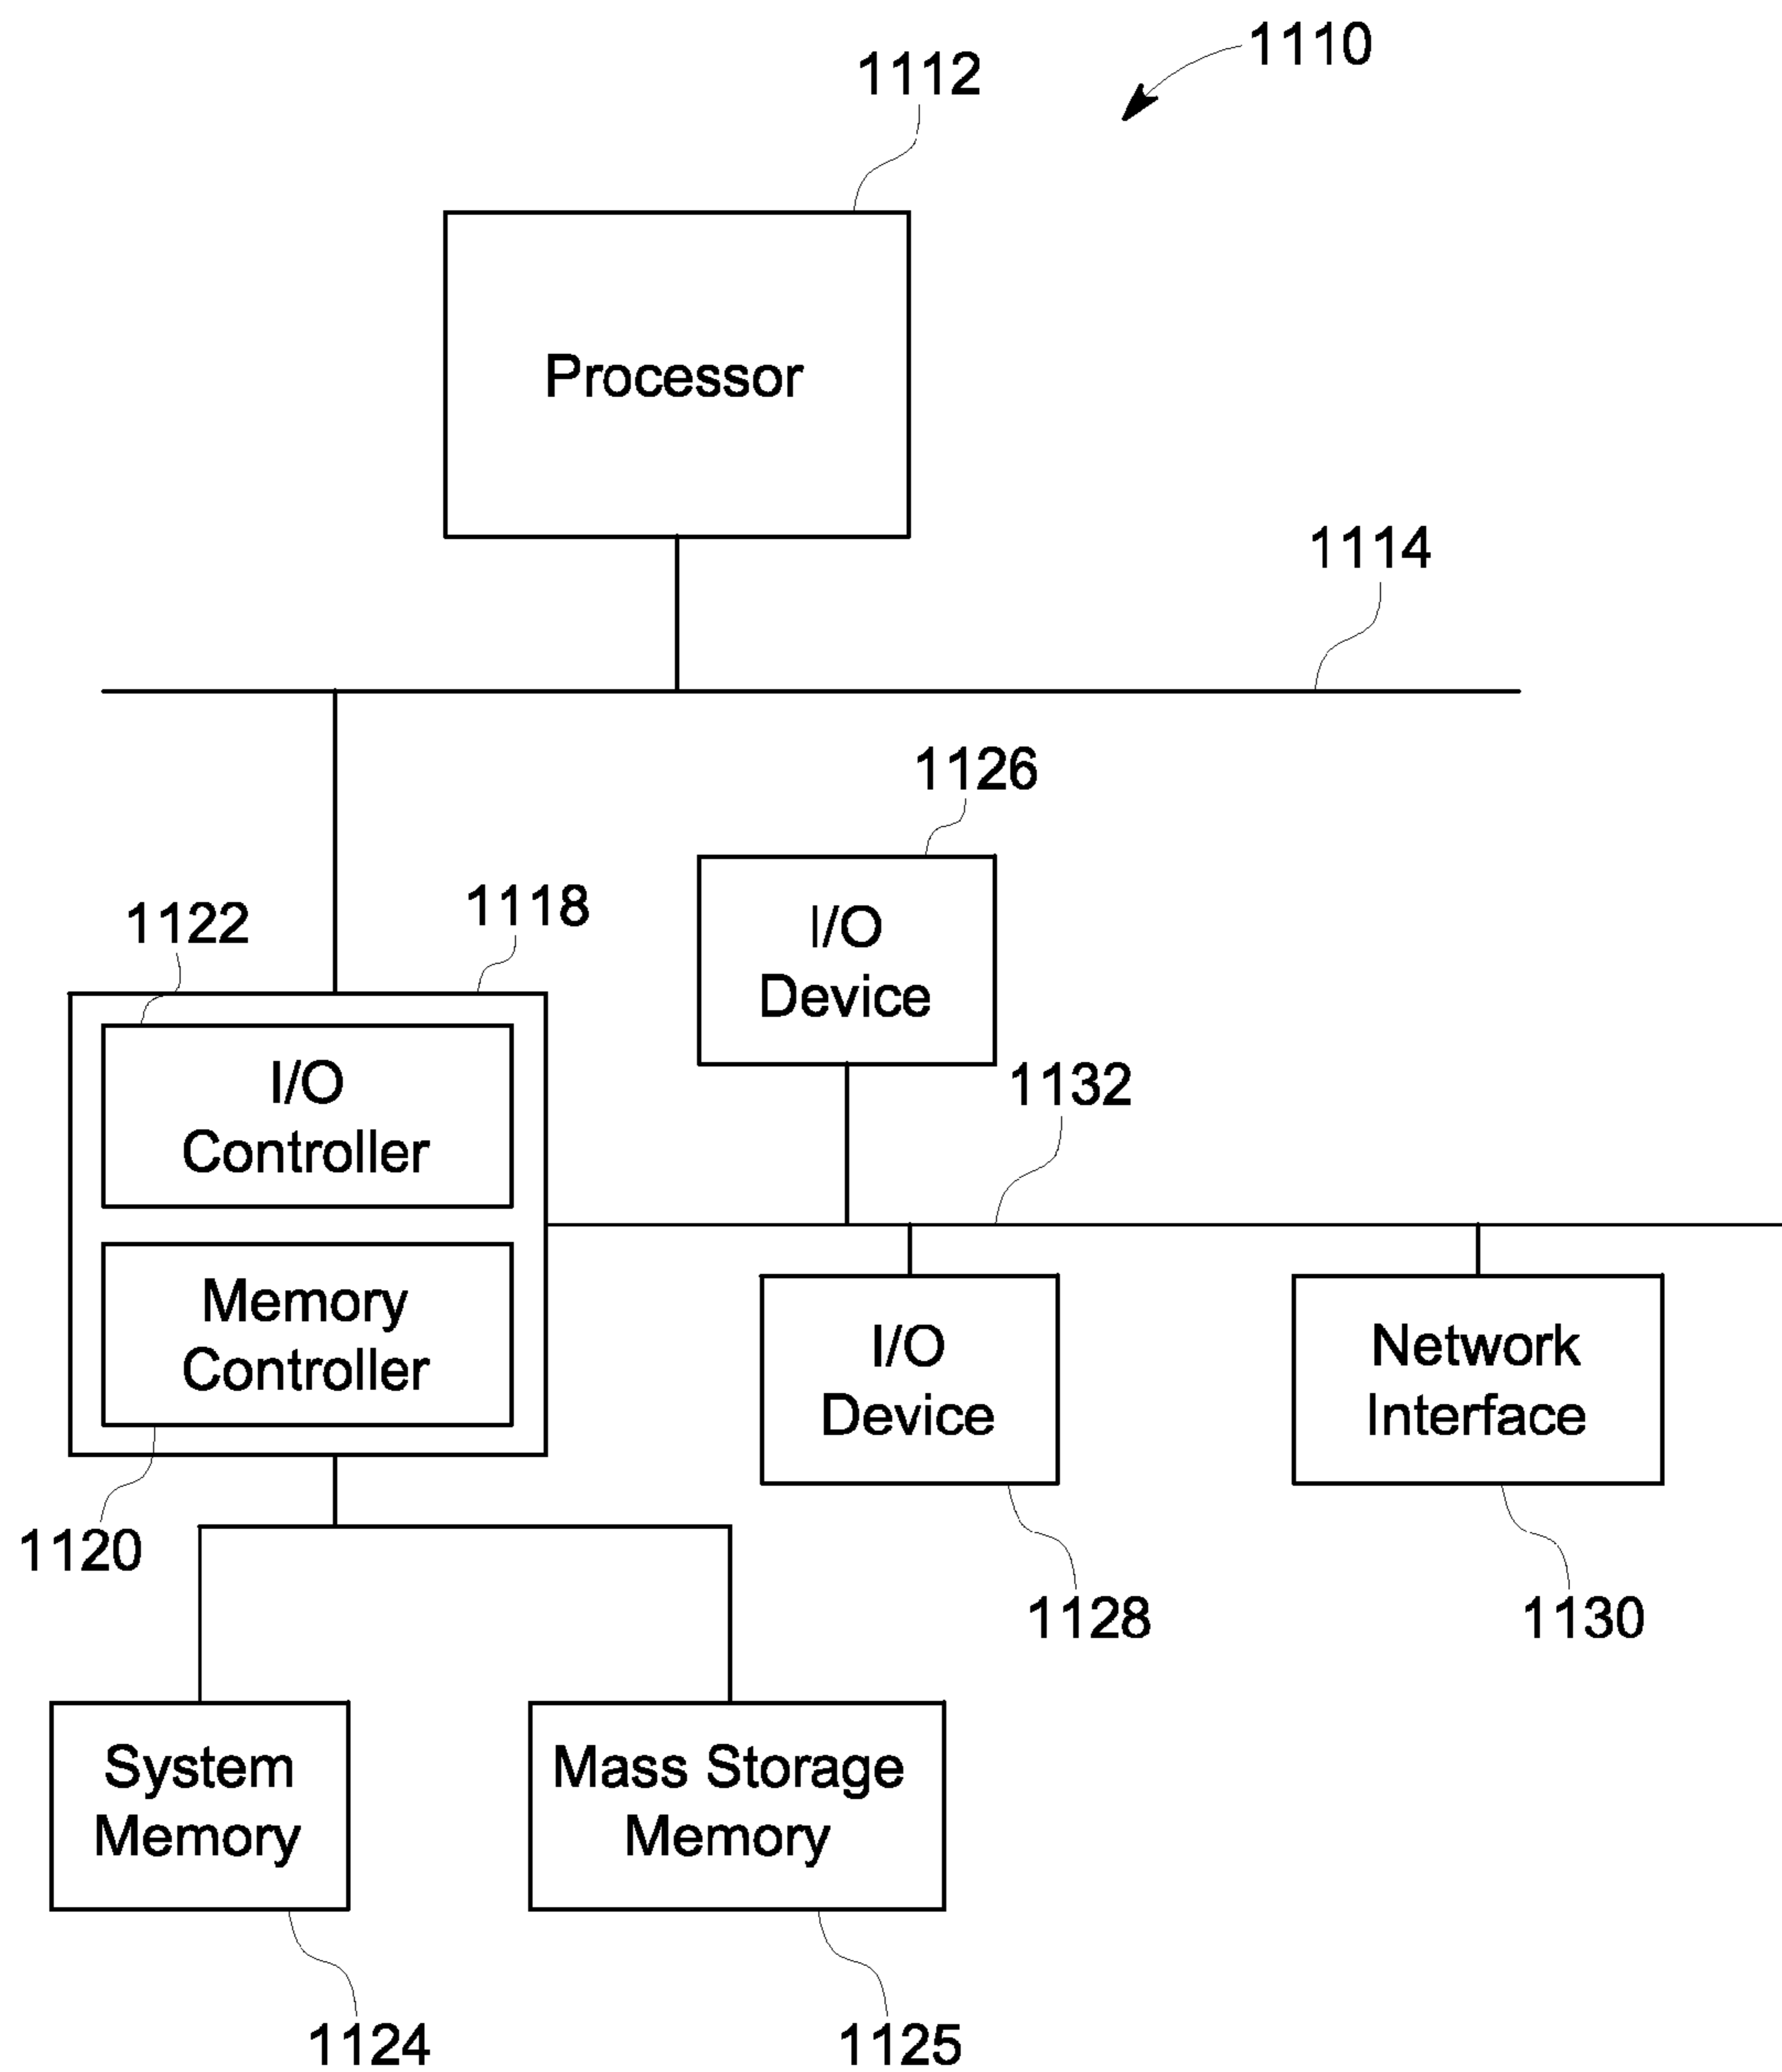 1110
1112
Processor
1114
1126
I/O
Device
1122
1118
I/O
Controller
1132
Memory
Controller
I/O
Device
Network
Interface
1120
1128
1130
System
Memory
Mass Storage
Memory
1124
1125